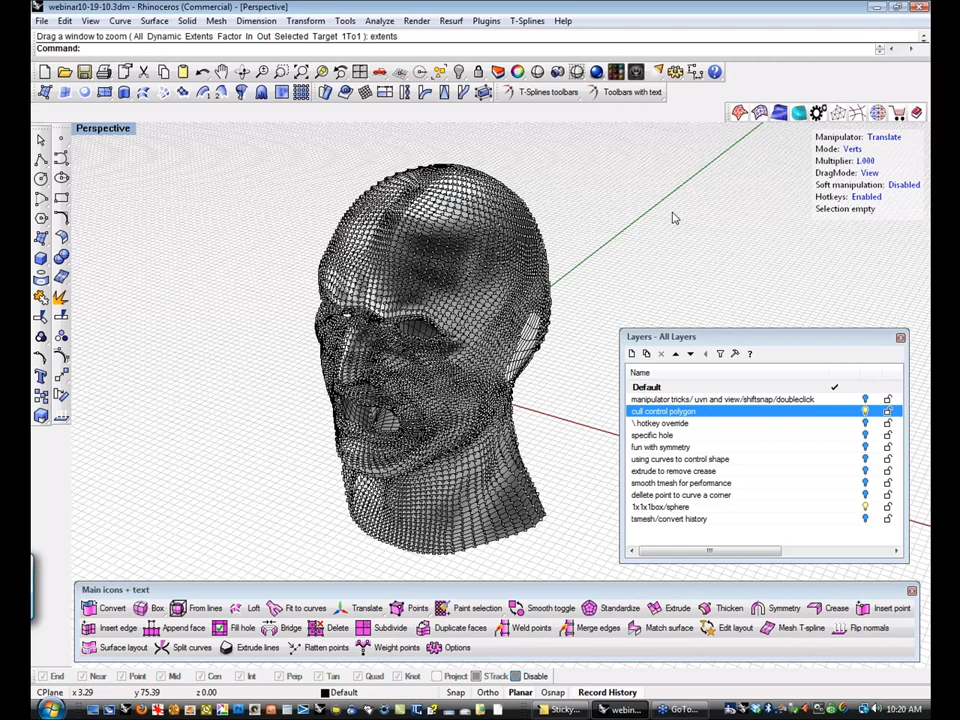 webinar10-19-10.3dm - Rhinoceros (Commercial) - [Perspective]
File Edit View Curve Surface Solid Mesh Dimension Transform Tools Analyze Render Resurf Plugins T-Splines Help
Drag a window to zoom ( All Dynamic Extents Factor In Out Selected Target 1To1 ): extents
Command:
T-Splines toolbars Toolbars with text
Perspective
Manipulator: Translate
Mode: Verts
Multiplier: 1.000
DragMode: View
Soft manipulation: Disabled
Hotkeys: Enabled
Selection empty
Layers - All Layers
Name
Default
manipulator tricks/ uvn and view/shiftsnap/doubleclick
cull control polygon
\ hotkey override
specific hole
fun with symmetry
using curves to control shape
extrude to remove crease
smooth tmesh for performance
dellete point to curve a corner
1x1x1box/sphere
tsmesh/convert history
Main icons + text
Convert Box From lines Loft Fit to curves Translate Points Paint selection Smooth toggle Standardize Extrude Thicken Symmetry Crease Insert point
Insert edge Append face Fill hole Bridge Delete Subdivide Duplicate faces Weld points Merge edges Match surface Edit layout Mesh T-spline Flip normals
Surface layout Split curves Extrude lines Flatten points Weight points Options
End Near Point Mid Cen Int Perp Tan Quad Knot Project STrack Disable
CPlane x 3.29 y 75.39 z 0.00 Default Snap Ortho Planar Osnap Record History
Sticky... webin... GoTo... 10:20 AM